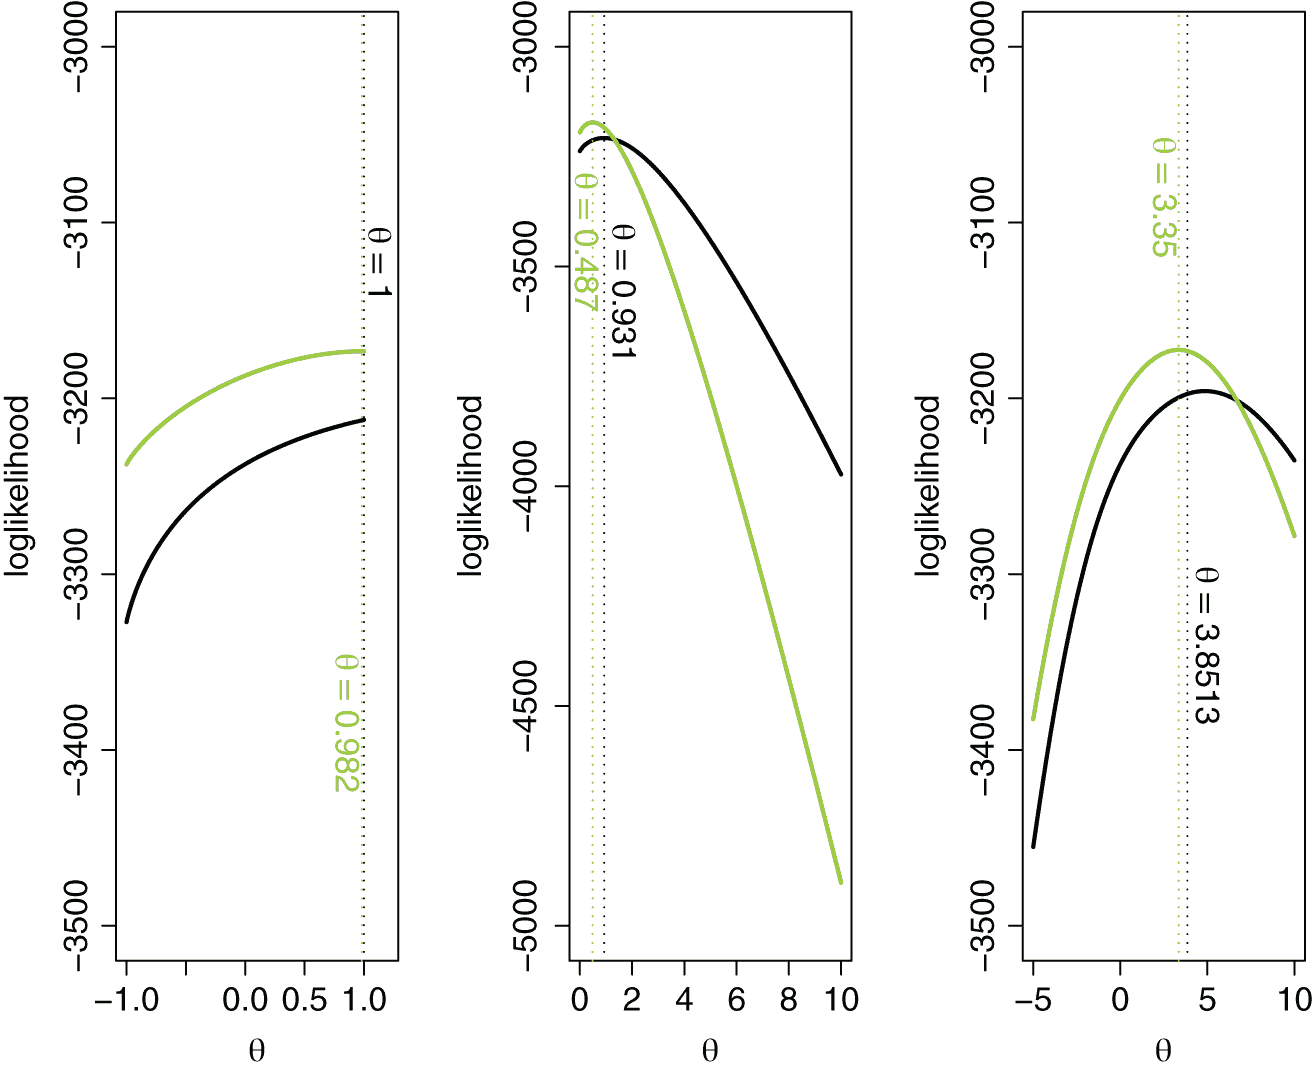 loglikelihood
−3000
−3100
−3200
−3300
−3400
−3500
θ = 1
θ = 0.982
−1.0 0.0 0.5 1.0
θ
loglikelihood
−3000
−3500
−4000
−4500
−5000
θ = 0.487
θ = 0.931
0 2 4 6 8 10
θ
loglikelihood
−3000
−3100
−3200
−3300
−3400
−3500
θ = 3.35
θ = 3.8513
−5 0 5 10
θ